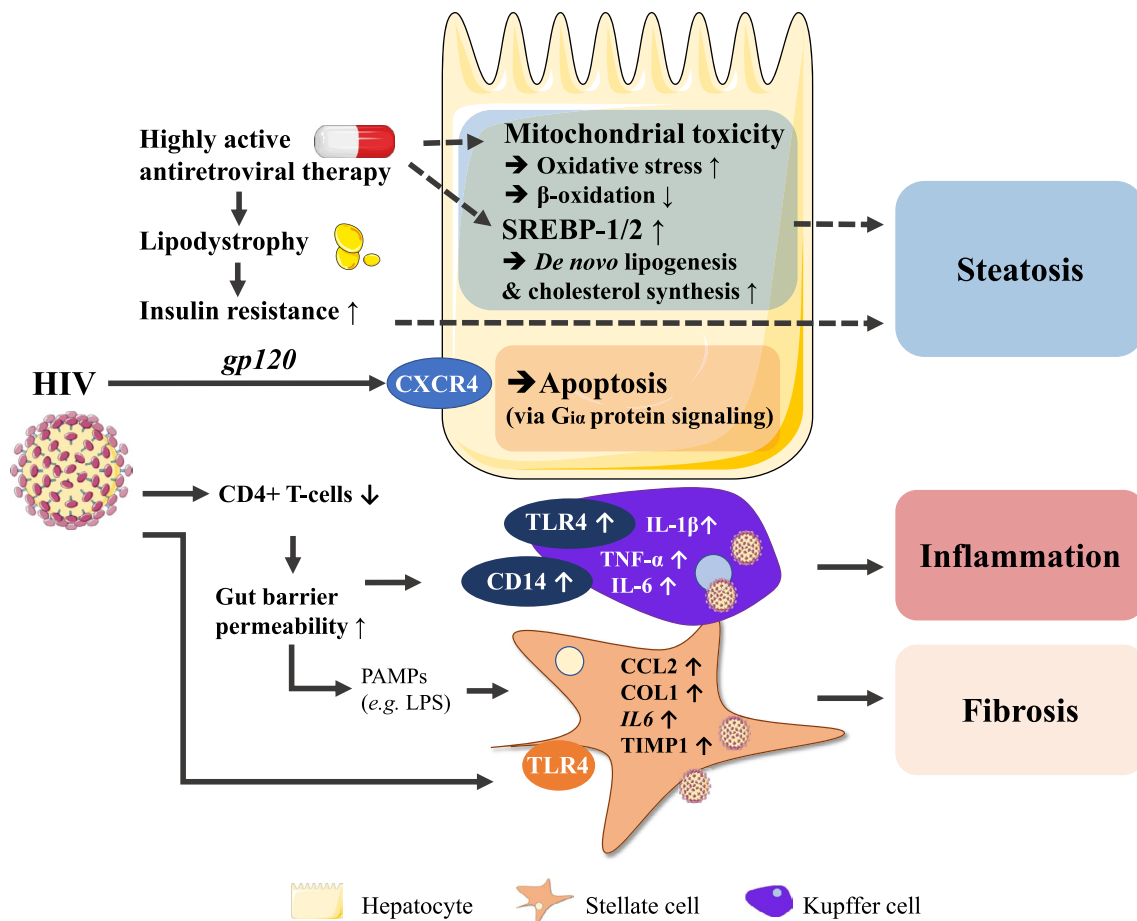 Highly active
antiretroviral therapy
Lipodystrophy
Insulin resistance ↑
Mitochondrial toxicity
➔ Oxidative stress ↑
➔ β-oxidation ↓
SREBP-1/2 ↑
➔ De novo lipogenesis
& cholesterol synthesis ↑
Steatosis
HIV
gp120
CXCR4
➔ Apoptosis
(via Giα protein signaling)
CD4+ T-cells ↓
Gut barrier
permeability ↑
PAMPs
(e.g. LPS)
TLR4 ↑
CD14 ↑
IL-1β ↑
TNF-α ↑
IL-6 ↑
Inflammation
CCL2 ↑
COL1 ↑
IL6 ↑
TIMP1 ↑
TLR4
Fibrosis
Hepatocyte
Stellate cell
Kupffer cell